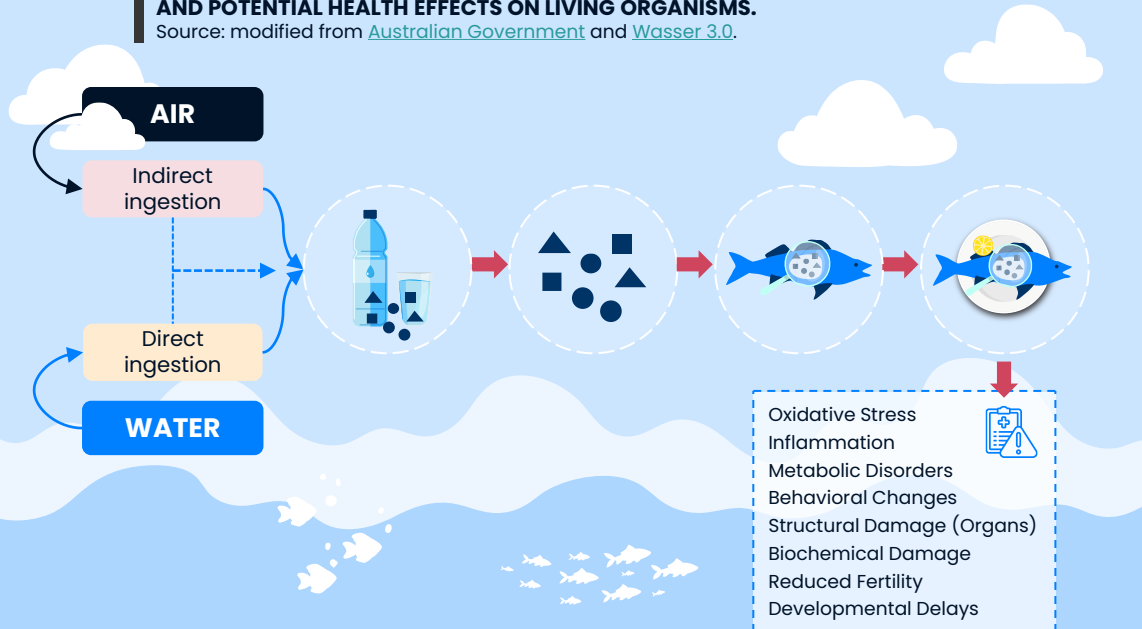 AND POTENTIAL HEALTH EFFECTS ON LIVING ORGANISMS.
Source: modified from Australian Government and Wasser 3.0.
AIR
Indirect
ingestion
Direct
ingestion
WATER
Oxidative Stress
Inflammation
Metabolic Disorders
Behavioral Changes
Structural Damage (Organs)
Biochemical Damage
Reduced Fertility
Developmental Delays